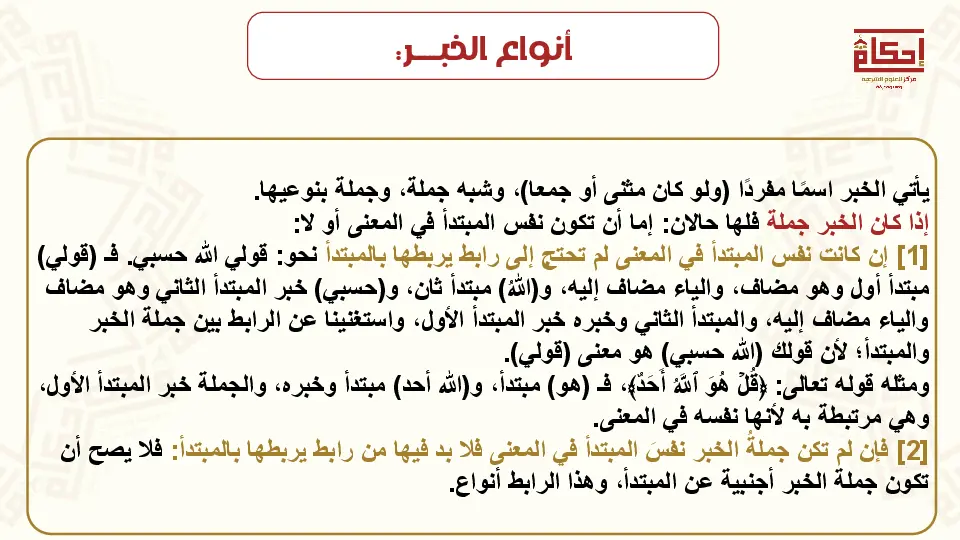 أنواع الخبـــر:
إحكام
مركز للعلوم الشرعية
يأتي الخبر اسمًا مفردًا (ولو كان مثنى أو جمعا)، وشبه جملة، وجملة بنوعيها.
إذا كان الخبر جملة فلها حالان: إما أن تكون نفس المبتدأ في المعنى أو لا:
[1] إن كانت نفس المبتدأ في المعنى لم تحتج إلى رابط يربطها بالمبتدأ نحو: قولي الله حسبي. فـ (قولي)
مبتدأ أول وهو مضاف، والياء مضاف إليه، و(اللهُ) مبتدأ ثان، و(حسبي) خبر المبتدأ الثاني وهو مضاف
والياء مضاف إليه، والمبتدأ الثاني وخبره خبر المبتدأ الأول، واستغنينا عن الرابط بين جملة الخبر
والمبتدأ؛ لأن قولك (الله حسبي) هو معنى (قولي).
ومثله قوله تعالى: ﴿قُلۡ هُوَ ٱللَّهُ أَحَدٌ﴾، فـ (هو) مبتدأ، و(الله أحد) مبتدأ وخبره، والجملة خبر المبتدأ الأول،
وهي مرتبطة به لأنها نفسه في المعنى.
[2] فإن لم تكن جملةُ الخبر نفسَ المبتدأ في المعنى فلا بد فيها من رابط يربطها بالمبتدأ: فلا يصح أن
تكون جملة الخبر أجنبية عن المبتدأ، وهذا الرابط أنواع.